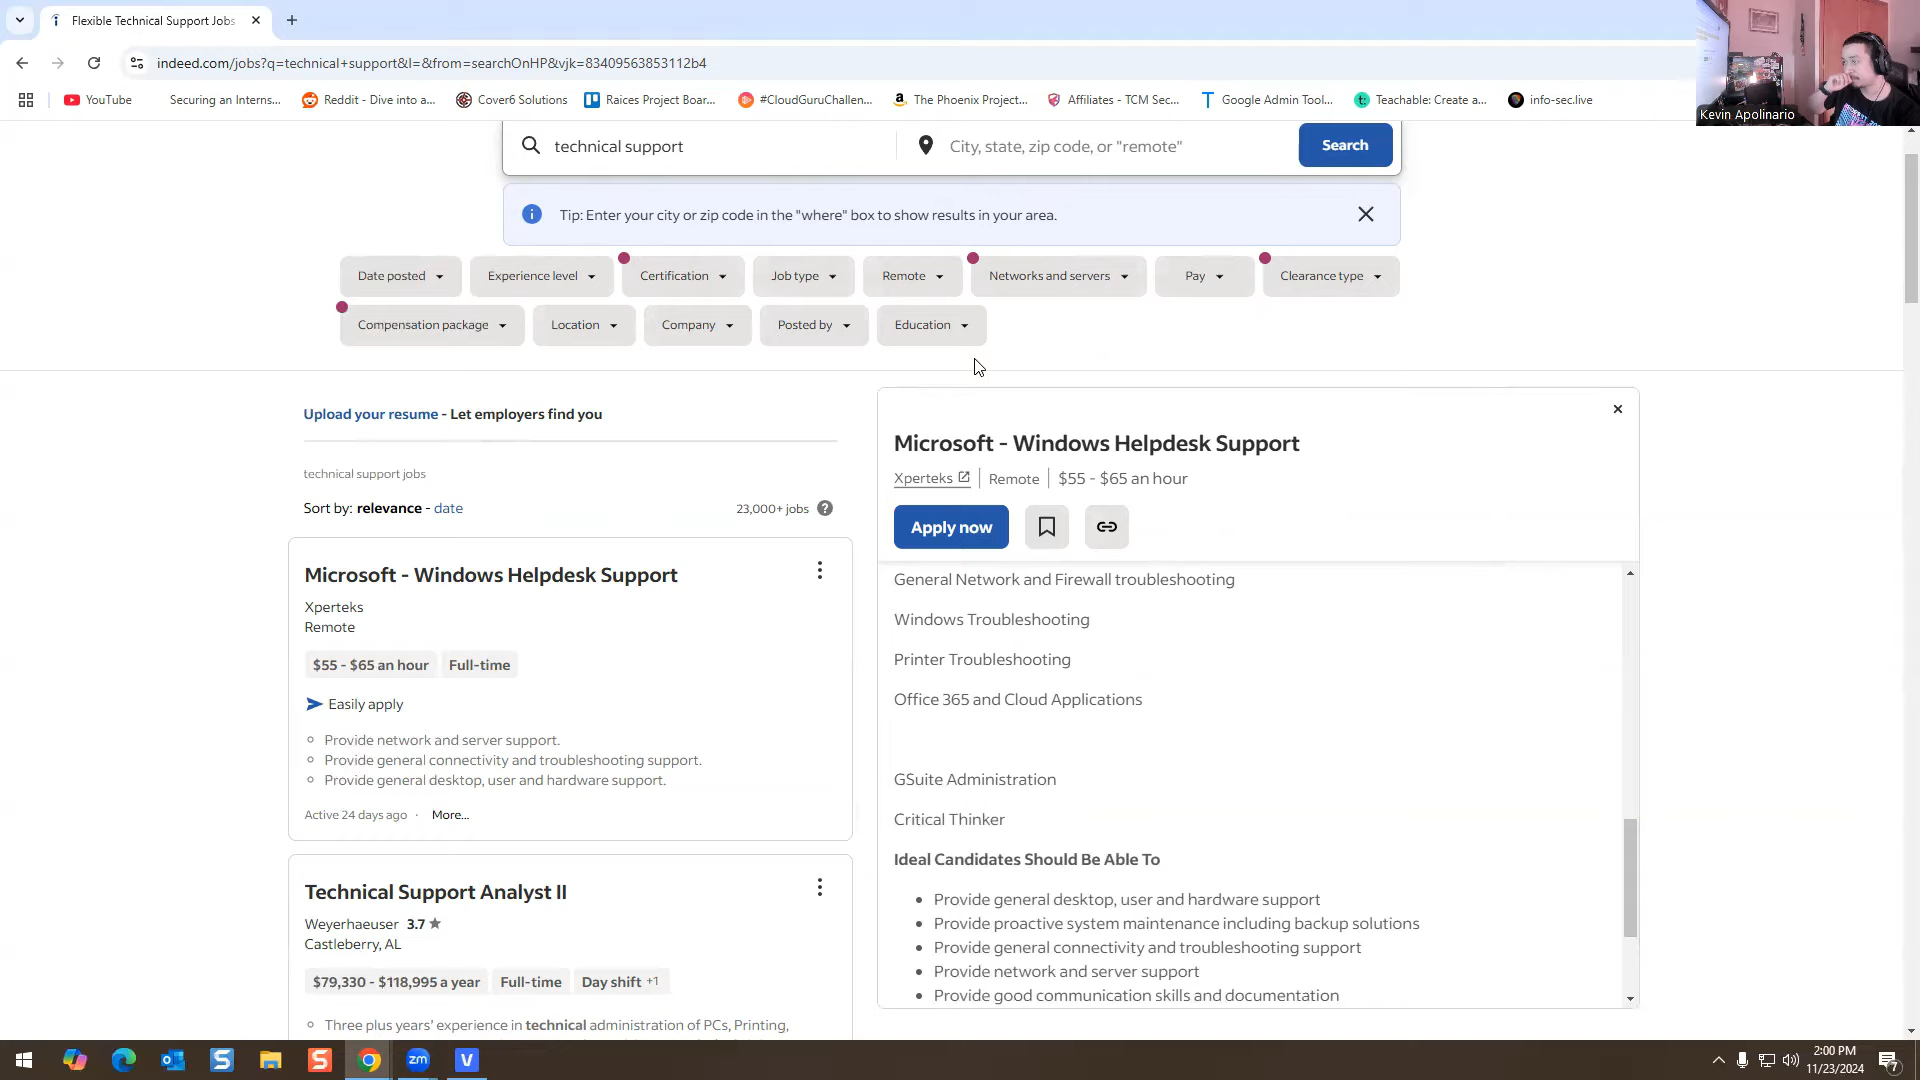 Flexible Technical Support Jobs
indeed.com/jobs?q=technical+support&l=&from=searchOnHP&vjk=83409563853112b4
YouTube
Securing an Interns...
Reddit - Dive into a...
Cover6 Solutions
Raices Project Boar...
#CloudGuruChallen...
The Phoenix Project...
Affiliates - TCM Sec...
Google Admin Tool...
Teachable: Create a...
info-sec.live
Kevin Apolinario
technical support
City, state, zip code, or "remote"
Search
Tip: Enter your city or zip code in the "where" box to show results in your area.
Date posted
Experience level
Certification
Job type
Remote
Networks and servers
Pay
Clearance type
Compensation package
Location
Company
Posted by
Education
Upload your resume - Let employers find you
technical support jobs
Sort by: relevance - date
23,000+ jobs
Microsoft - Windows Helpdesk Support
Xperteks
Remote
$55 - $65 an hour
Full-time
Easily apply
Provide network and server support.
Provide general connectivity and troubleshooting support.
Provide general desktop, user and hardware support.
Active 24 days ago · More...
Technical Support Analyst II
Weyerhaeuser 3.7
Castleberry, AL
$79,330 - $118,995 a year
Full-time
Day shift +1
Three plus years' experience in technical administration of PCs, Printing,
Microsoft - Windows Helpdesk Support
Xperteks
Remote
$55 - $65 an hour
Apply now
General Network and Firewall troubleshooting
Windows Troubleshooting
Printer Troubleshooting
Office 365 and Cloud Applications
GSuite Administration
Critical Thinker
Ideal Candidates Should Be Able To
Provide general desktop, user and hardware support
Provide proactive system maintenance including backup solutions
Provide general connectivity and troubleshooting support
Provide network and server support
Provide good communication skills and documentation
zm
2:00 PM
11/23/2024
7